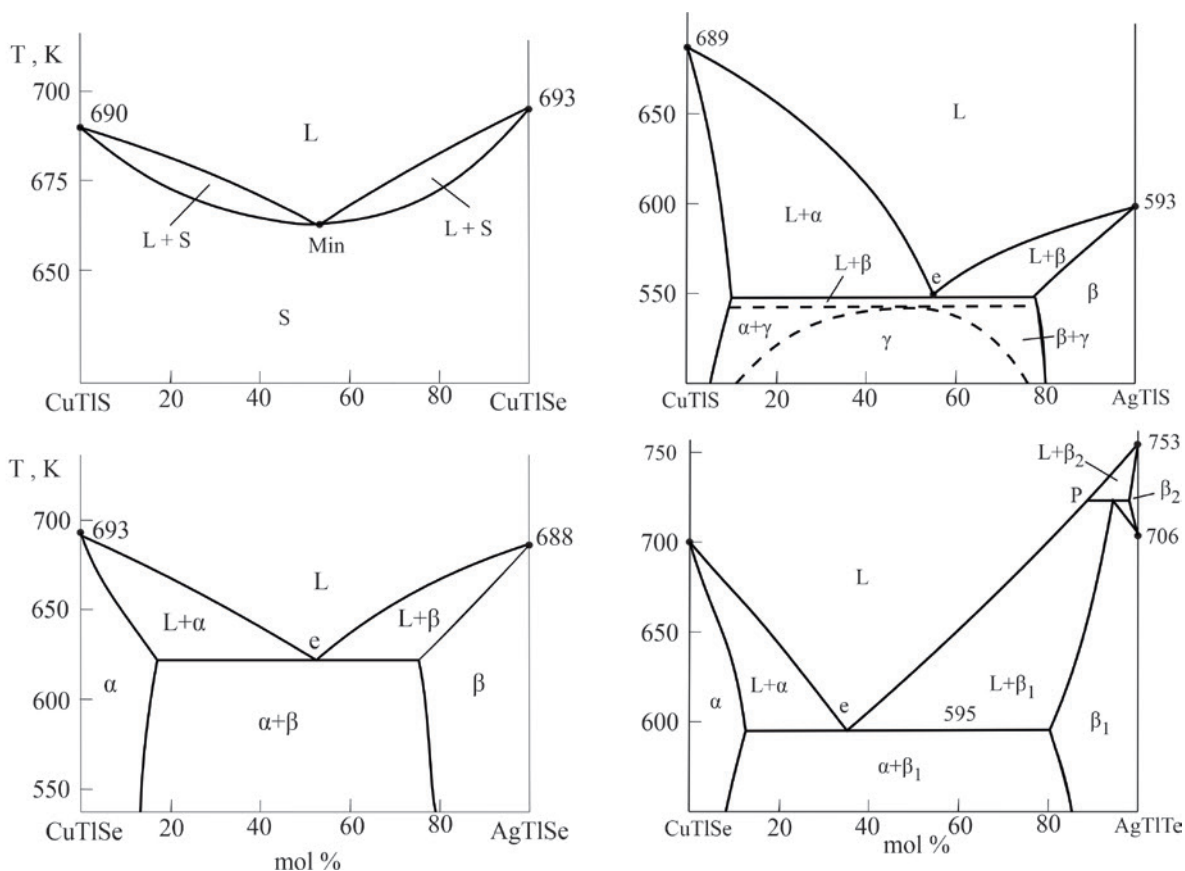 T , K
700
690
693
L
675
L + S
L + S
Min
650
S
CuTlS
20
40
60
80
CuTlSe
689
650
L
600
593
L+α
L+β
L+β
e
550
β
α+γ
γ
β+γ
CuTlS
20
40
60
80
AgTlS
T , K
700
693
688
L
650
L+α
L+β
e
α
600
β
α+β
550
CuTlSe
20
40
60
80
AgTlSe
mol %
750
753
L+β2
P
β2
706
700
L
650
L+α
L+β1
α
e
595
600
β1
α+β1
CuTlSe
20
40
60
80
AgTlTe
mol %